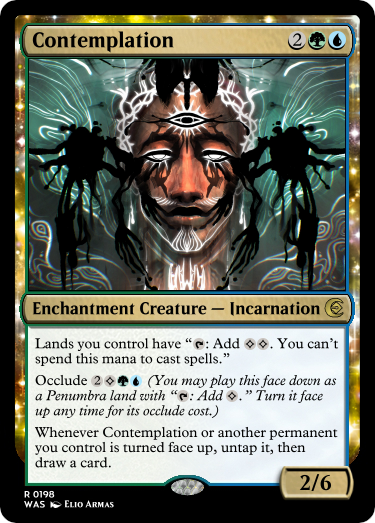 Contemplation 2
Enchantment Creature — Incarnation
Lands you control have “: Add . You can't
spend this mana to cast spells.”
Occlude 2 (You may play this face down as
a Penumbra land with “: Add .” Turn it face
up any time for its occlude cost.)
Whenever Contemplation or another permanent
you control is turned face up, untap it, then
draw a card.
2/6
R 0198
WAS Elio Armas